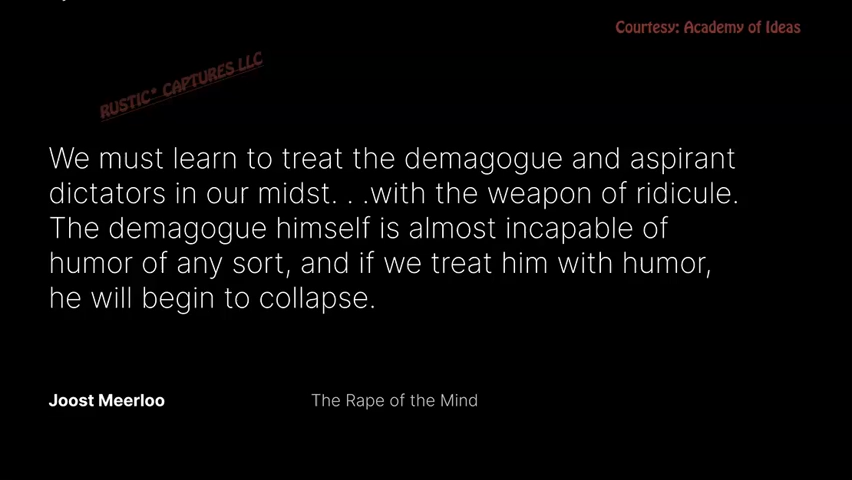 Courtesy: Academy of Ideas
RUSTIC® CAPTURES LLC
We must learn to treat the demagogue and aspirant
dictators in our midst. . .with the weapon of ridicule.
The demagogue himself is almost incapable of
humor of any sort, and if we treat him with humor,
he will begin to collapse.
Joost Meerloo The Rape of the Mind